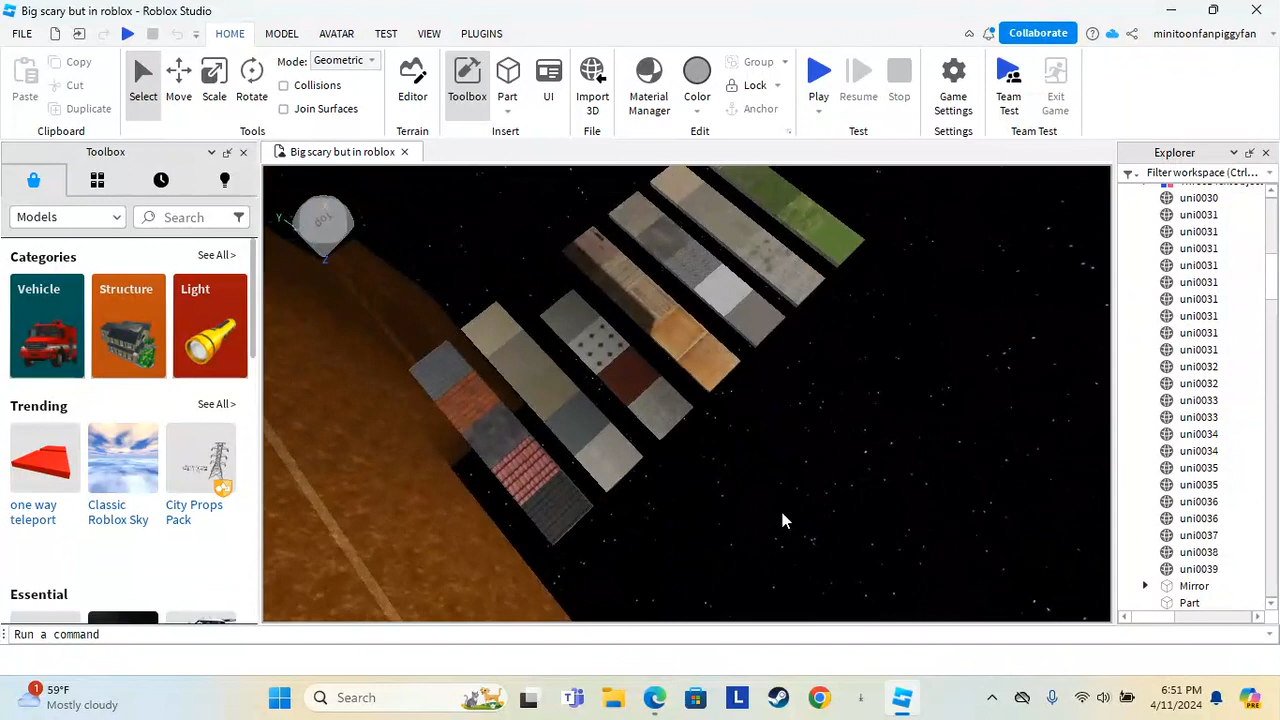 Big scary but in roblox - Roblox Studio
FILE
HOME MODEL AVATAR TEST VIEW PLUGINS
Collaborate
minitoonfanpiggyfan
Paste
Copy
Cut
Duplicate
Clipboard
Select
Move
Scale
Rotate
Mode: Geometric
Collisions
Join Surfaces
Tools
Editor
Terrain
Toolbox
Part
UI
Insert
Import
3D
File
Material
Manager
Color
Group
Lock
Anchor
Edit
Play
Resume
Stop
Test
Game
Settings
Settings
Team
Test
Exit
Game
Team Test
Toolbox
Big scary but in roblox
Explorer
Models
Search
Filter workspace (Ctrl...
Categories
See All >
Vehicle
Structure
Light
Trending
See All >
one way
teleport
Classic
Roblox Sky
City Props
Pack
Essential
Y
Top
Z
uni0030
uni0031
uni0031
uni0031
uni0031
uni0031
uni0031
uni0031
uni0031
uni0031
uni0032
uni0032
uni0033
uni0033
uni0034
uni0034
uni0035
uni0035
uni0036
uni0036
uni0037
uni0038
uni0039
Mirror
Part
Run a command
1
59°F
Mostly cloudy
Search
L
6:51 PM
4/11/2024
PRE